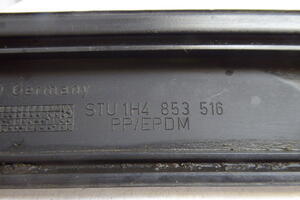 Germany
STU 1H4 853 516
PP/EPDM